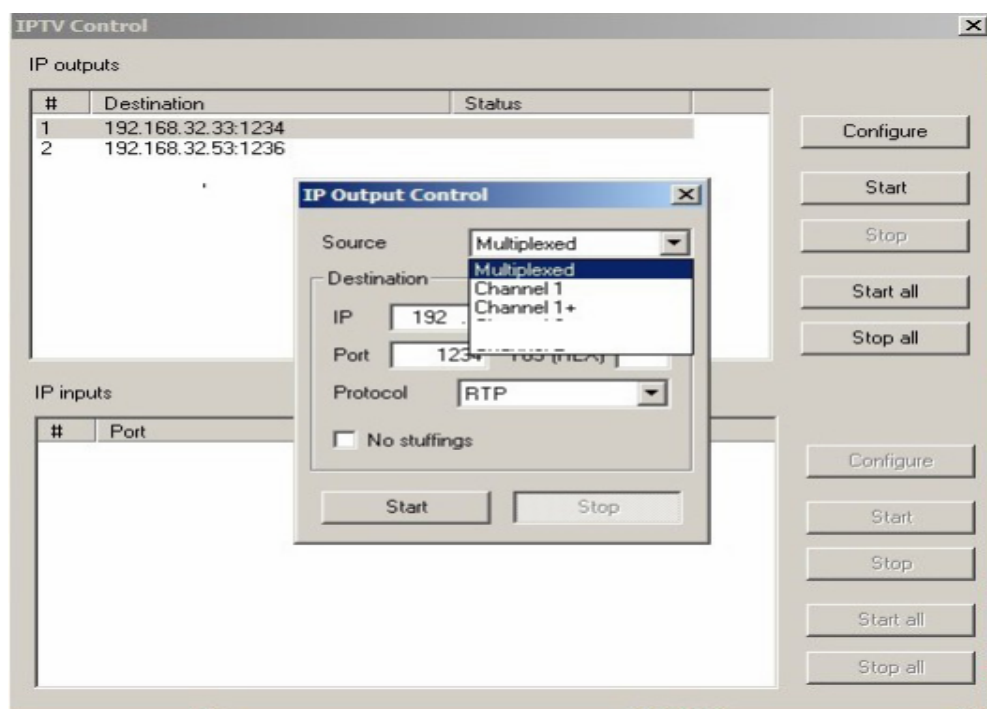 IPTV Control
IP outputs
# Destination Status
1 192.168.32.33:1234
2 192.168.32.53:1236
Configure
Start
Stop
Start all
Stop all
IP Output Control
Source Multiplexed
Multiplexed
Channel 1
Channel 1+
Destination
IP 192 .
Port 1234
Protocol RTP
No stuffings
Start Stop
IP inputs
# Port
Configure
Start
Stop
Start all
Stop all